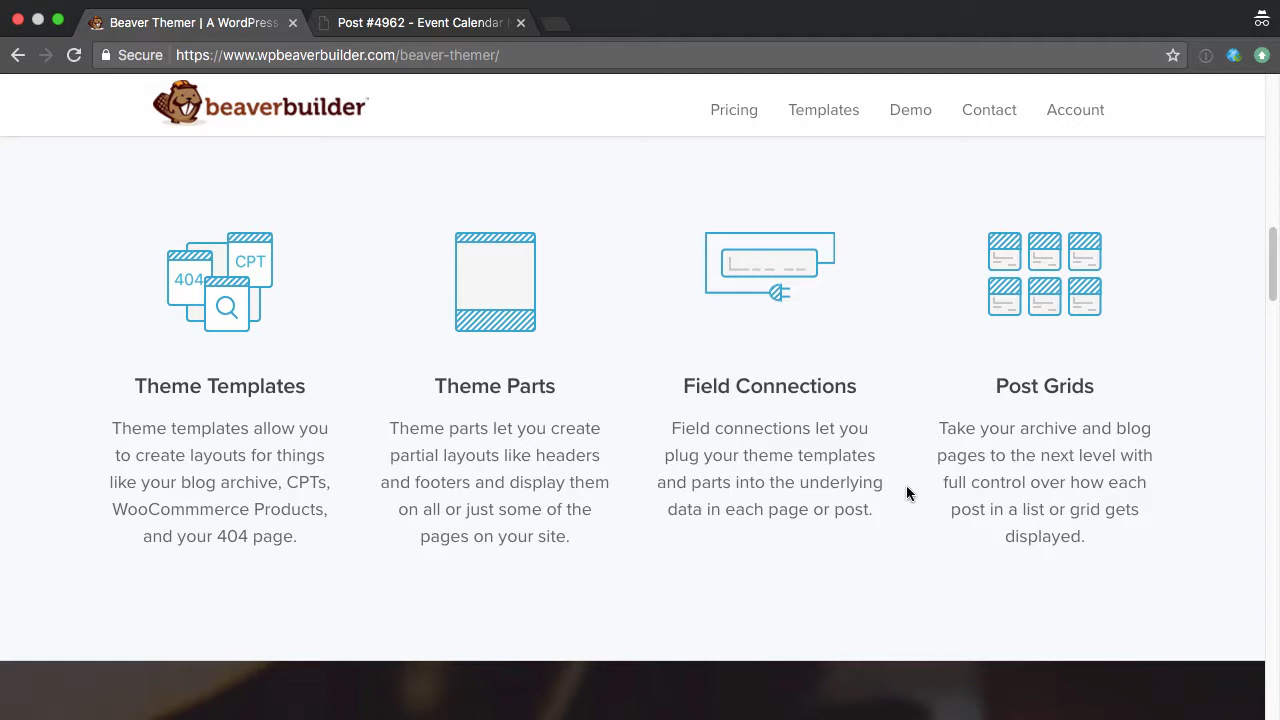 Beaver Themer | A WordPress
Post #4962 - Event Calendar
Secure
https://www.wpbeaverbuilder.com/beaver-themer/
beaverbuilder
Pricing
Templates
Demo
Contact
Account
404
CPT
Theme Templates
Theme templates allow you
to create layouts for things
like your blog archive, CPTs,
WooCommmerce Products,
and your 404 page.
Theme Parts
Theme parts let you create
partial layouts like headers
and footers and display them
on all or just some of the
pages on your site.
Field Connections
Field connections let you
plug your theme templates
and parts into the underlying
data in each page or post.
Post Grids
Take your archive and blog
pages to the next level with
full control over how each
post in a list or grid gets
displayed.